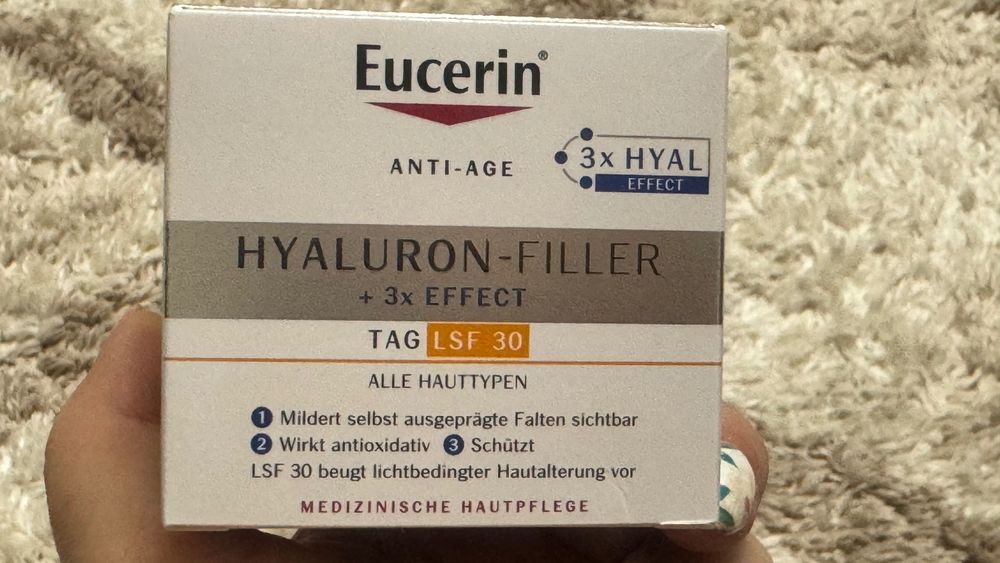 Eucerin®
ANTI-AGE
3x HYAL
EFFECT
HYALURON-FILLER
+ 3x EFFECT
TAG LSF 30
ALLE HAUTTYPEN
1 Mildert selbst ausgeprägte Falten sichtbar
2 Wirkt antioxidativ 3 Schützt
LSF 30 beugt lichtbedingter Hautalterung vor
MEDIZINISCHE HAUTPFLEGE